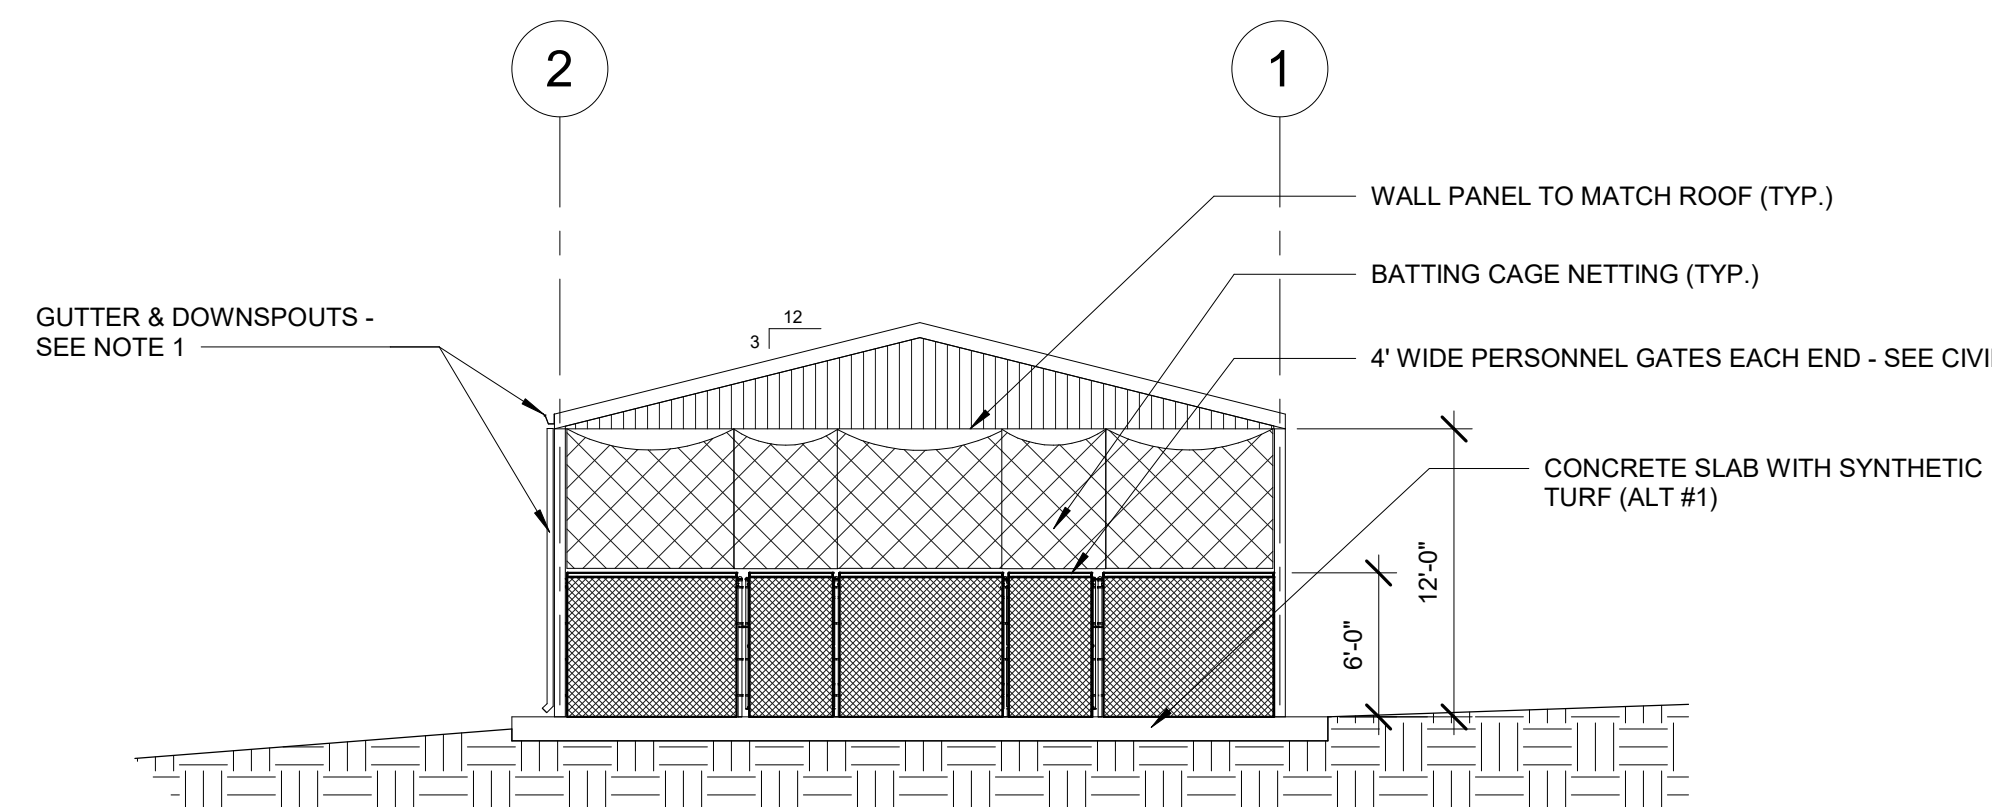 2
1
WALL PANEL TO MATCH ROOF (TYP.)
BATTING CAGE NETTING (TYP.)
GUTTER & DOWNSPOUTS -
SEE NOTE 1
12
3
4' WIDE PERSONNEL GATES EACH END - SEE
CONCRETE SLAB WITH SYNTHETIC
TURF (ALT #1)
12'-0"
6'-0"